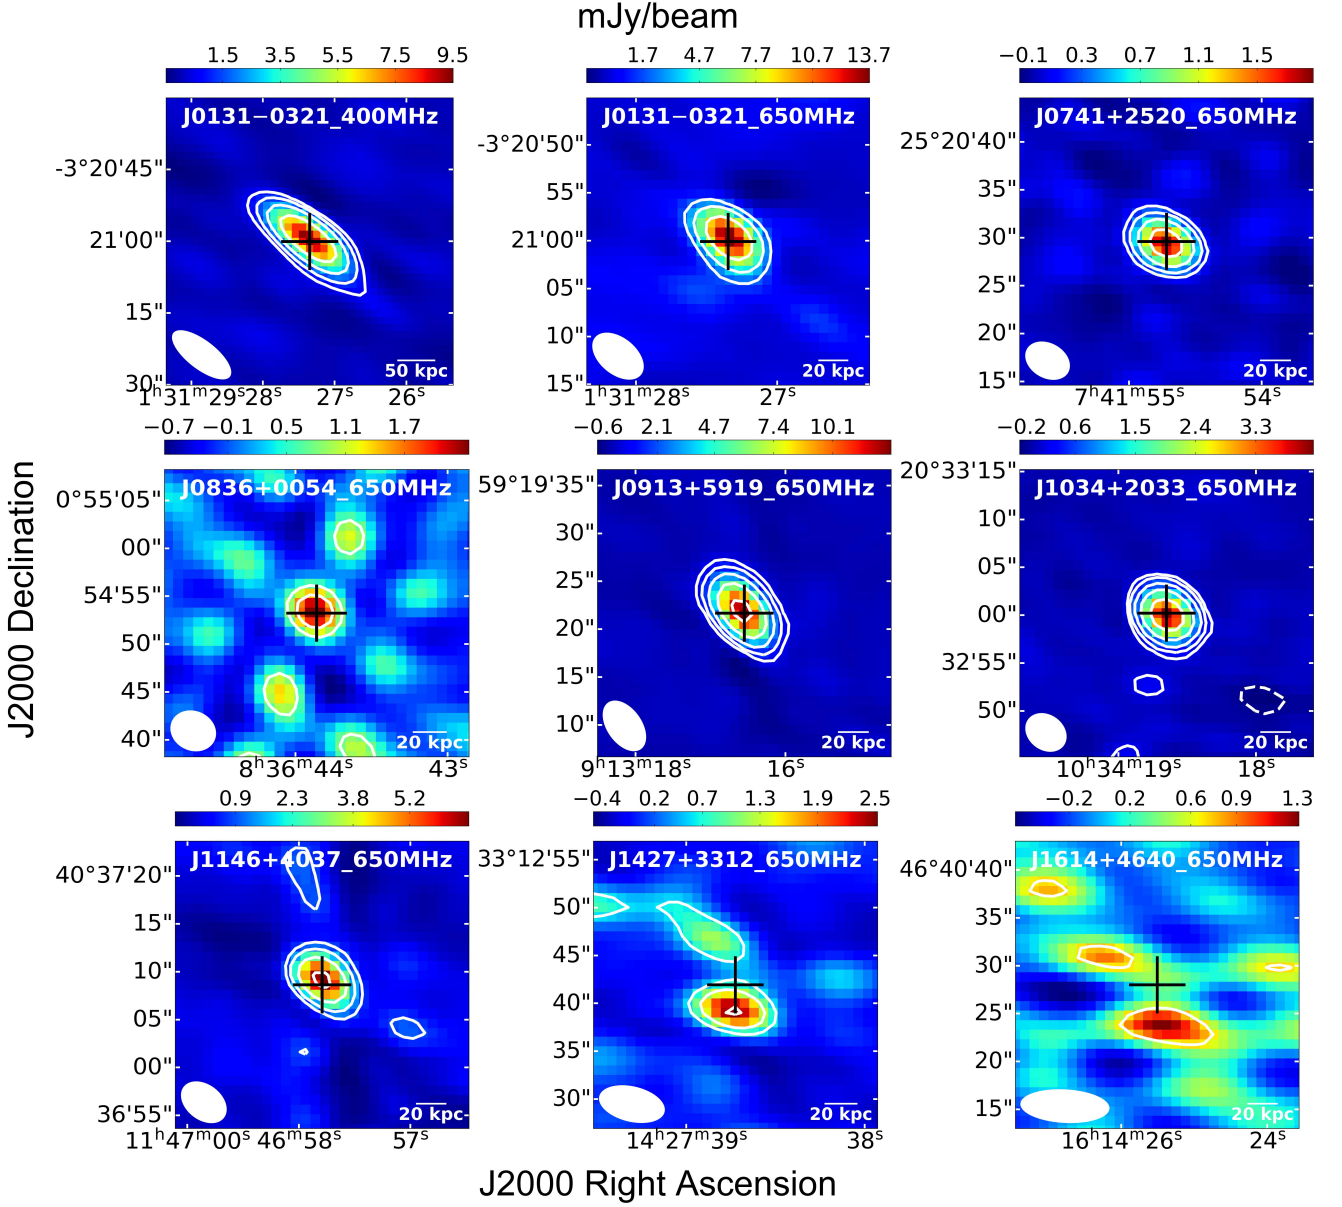 mJy/beam
1.5 3.5 5.5 7.5 9.5
1.7 4.7 7.7 10.7 13.7
−0.1 0.3 0.7 1.1 1.5
J0131−0321_400MHz
-3°20'45"
21'00"
15"
30"
50 kpc
1ʰ31ᵐ29ˢ 28ˢ 27ˢ 26ˢ
J0131−0321_650MHz
-3°20'50"
55"
21'00"
05"
10"
15"
20 kpc
1ʰ31ᵐ28ˢ 27ˢ
J0741+2520_650MHz
25°20'40"
35"
30"
25"
20"
15"
20 kpc
7ʰ41ᵐ55ˢ 54ˢ
−0.7 −0.1 0.5 1.1 1.7
−0.6 2.1 4.7 7.4 10.1
−0.2 0.6 1.5 2.4 3.3
J0836+0054_650MHz
0°55'05"
00"
54'55"
50"
45"
40"
20 kpc
8ʰ36ᵐ44ˢ 43ˢ
J0913+5919_650MHz
59°19'35"
30"
25"
20"
15"
10"
20 kpc
9ʰ13ᵐ18ˢ 16ˢ
J1034+2033_650MHz
20°33'15"
10"
05"
00"
32'55"
50"
20 kpc
10ʰ34ᵐ19ˢ 18ˢ
J2000 Declination
0.9 2.3 3.8 5.2
−0.4 0.2 0.7 1.3 1.9 2.5
−0.2 0.2 0.6 0.9 1.3
J1146+4037_650MHz
40°37'20"
15"
10"
05"
00"
36'55"
20 kpc
11ʰ47ᵐ00ˢ 46ᵐ58ˢ 57ˢ
J1427+3312_650MHz
33°12'55"
50"
45"
40"
35"
30"
20 kpc
14ʰ27ᵐ39ˢ 38ˢ
J1614+4640_650MHz
46°40'40"
35"
30"
25"
20"
15"
20 kpc
16ʰ14ᵐ26ˢ 24ˢ
J2000 Right Ascension